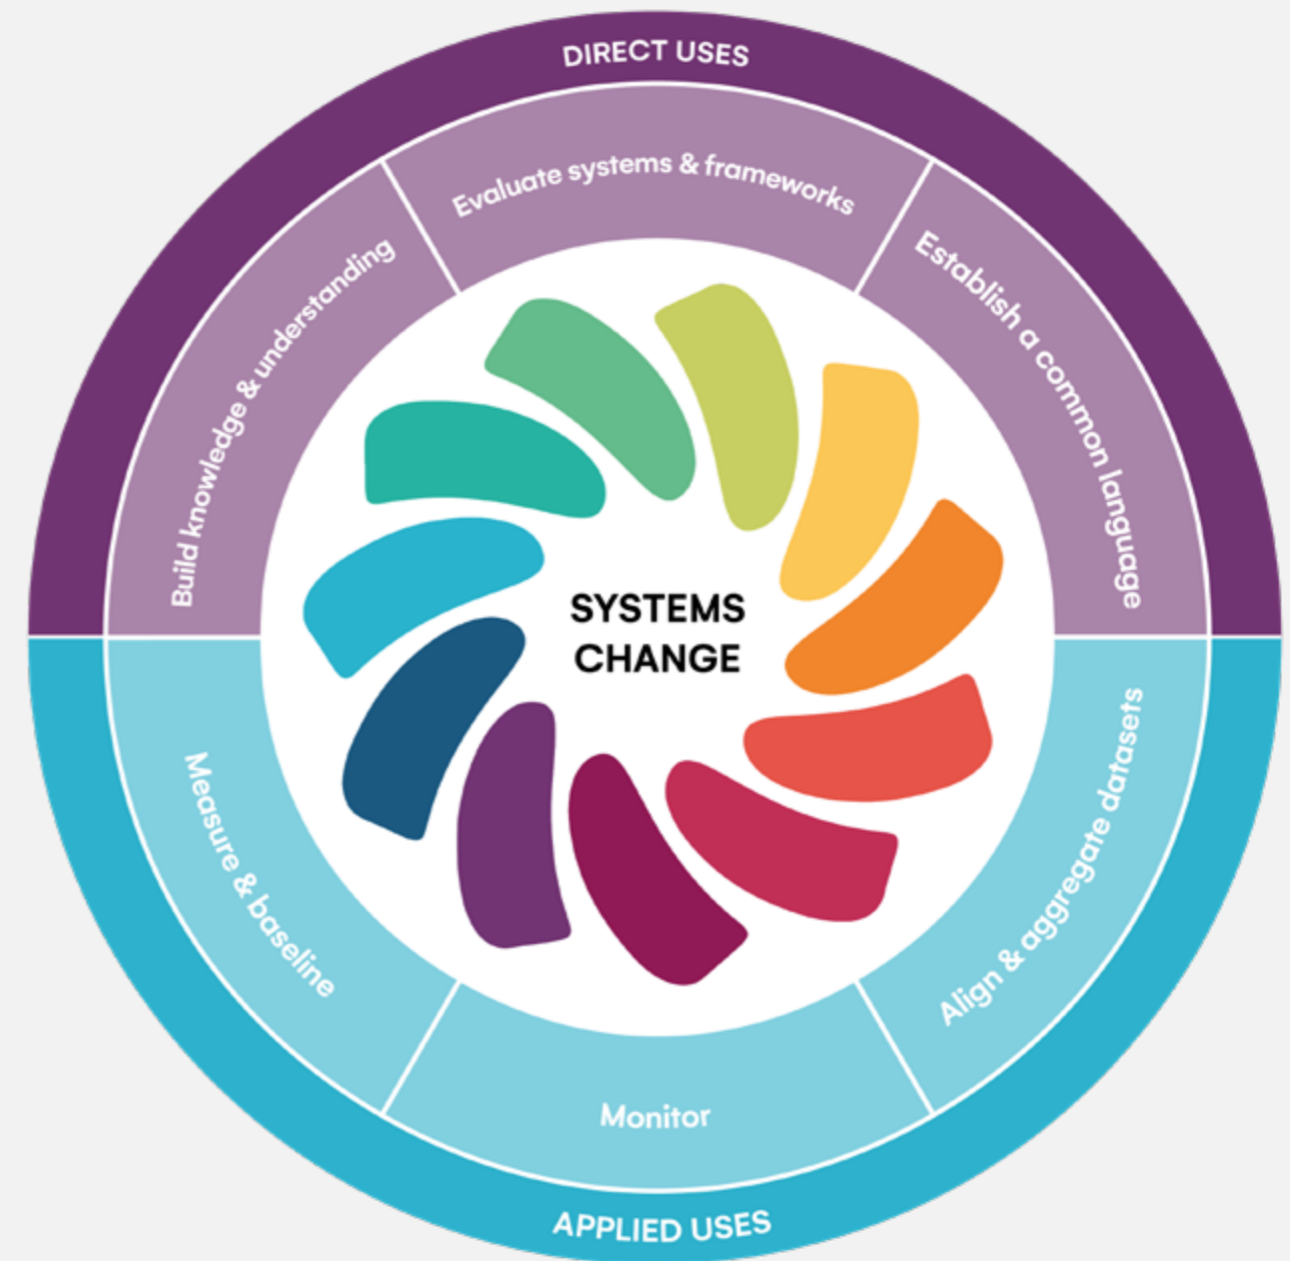 DIRECT USES
Evaluate systems & frameworks
Build knowledge & understanding
Establish a common language
SYSTEMS
CHANGE
Measure & baseline
Align & aggregate datasets
Monitor
APPLIED USES